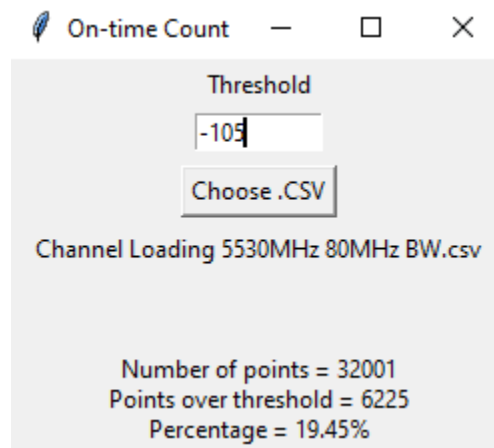 On-time Count
Threshold
-105
Choose .CSV
Channel Loading 5530MHz 80MHz BW.csv
Number of points = 32001
Points over threshold = 6225
Percentage = 19.45%